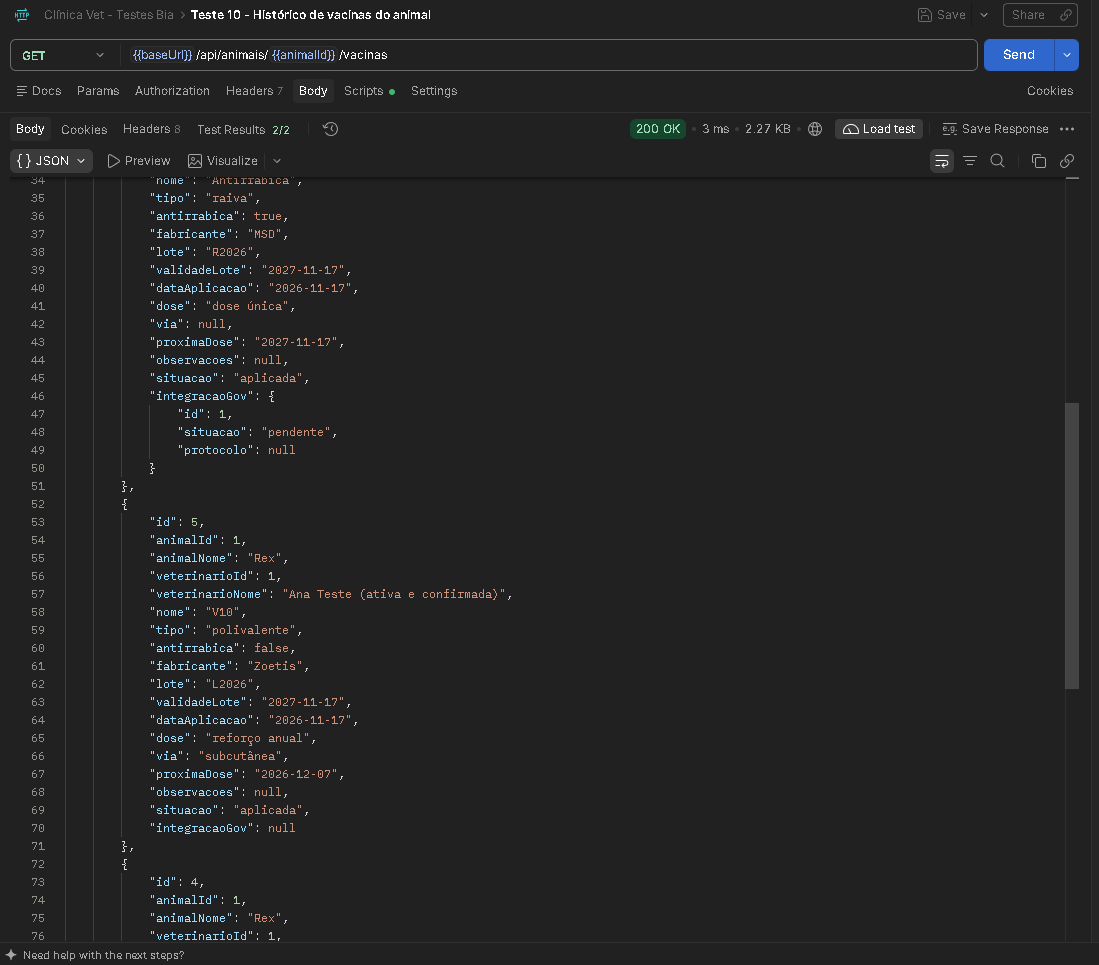 HTTP Clínica Vet - Testes Bia > Teste 10 - Histórico de vacinas do animal Save Share
GET {{baseUrl}} /api/animais/ {{animalId}} /vacinas Send
Docs Params Authorization Headers 7 Body Scripts Settings Cookies
Body Cookies Headers 8 Test Results 2/2 200 OK • 3 ms • 2.27 KB • Load test e.g. Save Response •••
{} JSON Preview Visualize
34 "nome": "Antirrábica",
35 "tipo": "raiva",
36 "antirrabica": true,
37 "fabricante": "MSD",
38 "lote": "R2026",
39 "validadeLote": "2027-11-17",
40 "dataAplicacao": "2026-11-17",
41 "dose": "dose única",
42 "via": null,
43 "proximaDose": "2027-11-17",
44 "observacoes": null,
45 "situacao": "aplicada",
46 "integracaoGov": {
47 "id": 1,
48 "situacao": "pendente",
49 "protocolo": null
50 }
51 },
52 {
53 "id": 5,
54 "animalId": 1,
55 "animalNome": "Rex",
56 "veterinarioId": 1,
57 "veterinarioNome": "Ana Teste (ativa e confirmada)",
58 "nome": "V10",
59 "tipo": "polivalente",
60 "antirrabica": false,
61 "fabricante": "Zoetis",
62 "lote": "L2026",
63 "validadeLote": "2027-11-17",
64 "dataAplicacao": "2026-11-17",
65 "dose": "reforço anual",
66 "via": "subcutânea",
67 "proximaDose": "2026-12-07",
68 "observacoes": null,
69 "situacao": "aplicada",
70 "integracaoGov": null
71 },
72 {
73 "id": 4,
74 "animalId": 1,
75 "animalNome": "Rex",
76 "veterinarioId": 1,
Need help with the next steps?